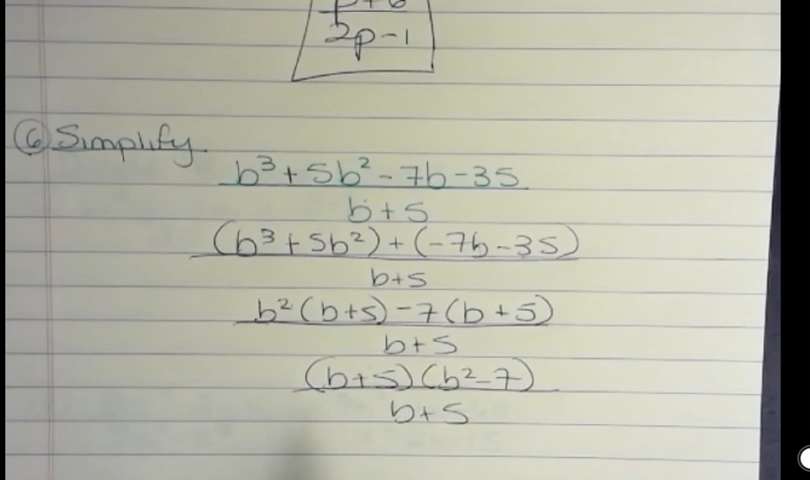 2p-1
6 Simplify.
b³+5b²-7b-35
b+5
(b³+5b²)+(-7b-35)
b+5
b²(b+5)-7(b+5)
b+5
(b+5)(b²-7)
b+5